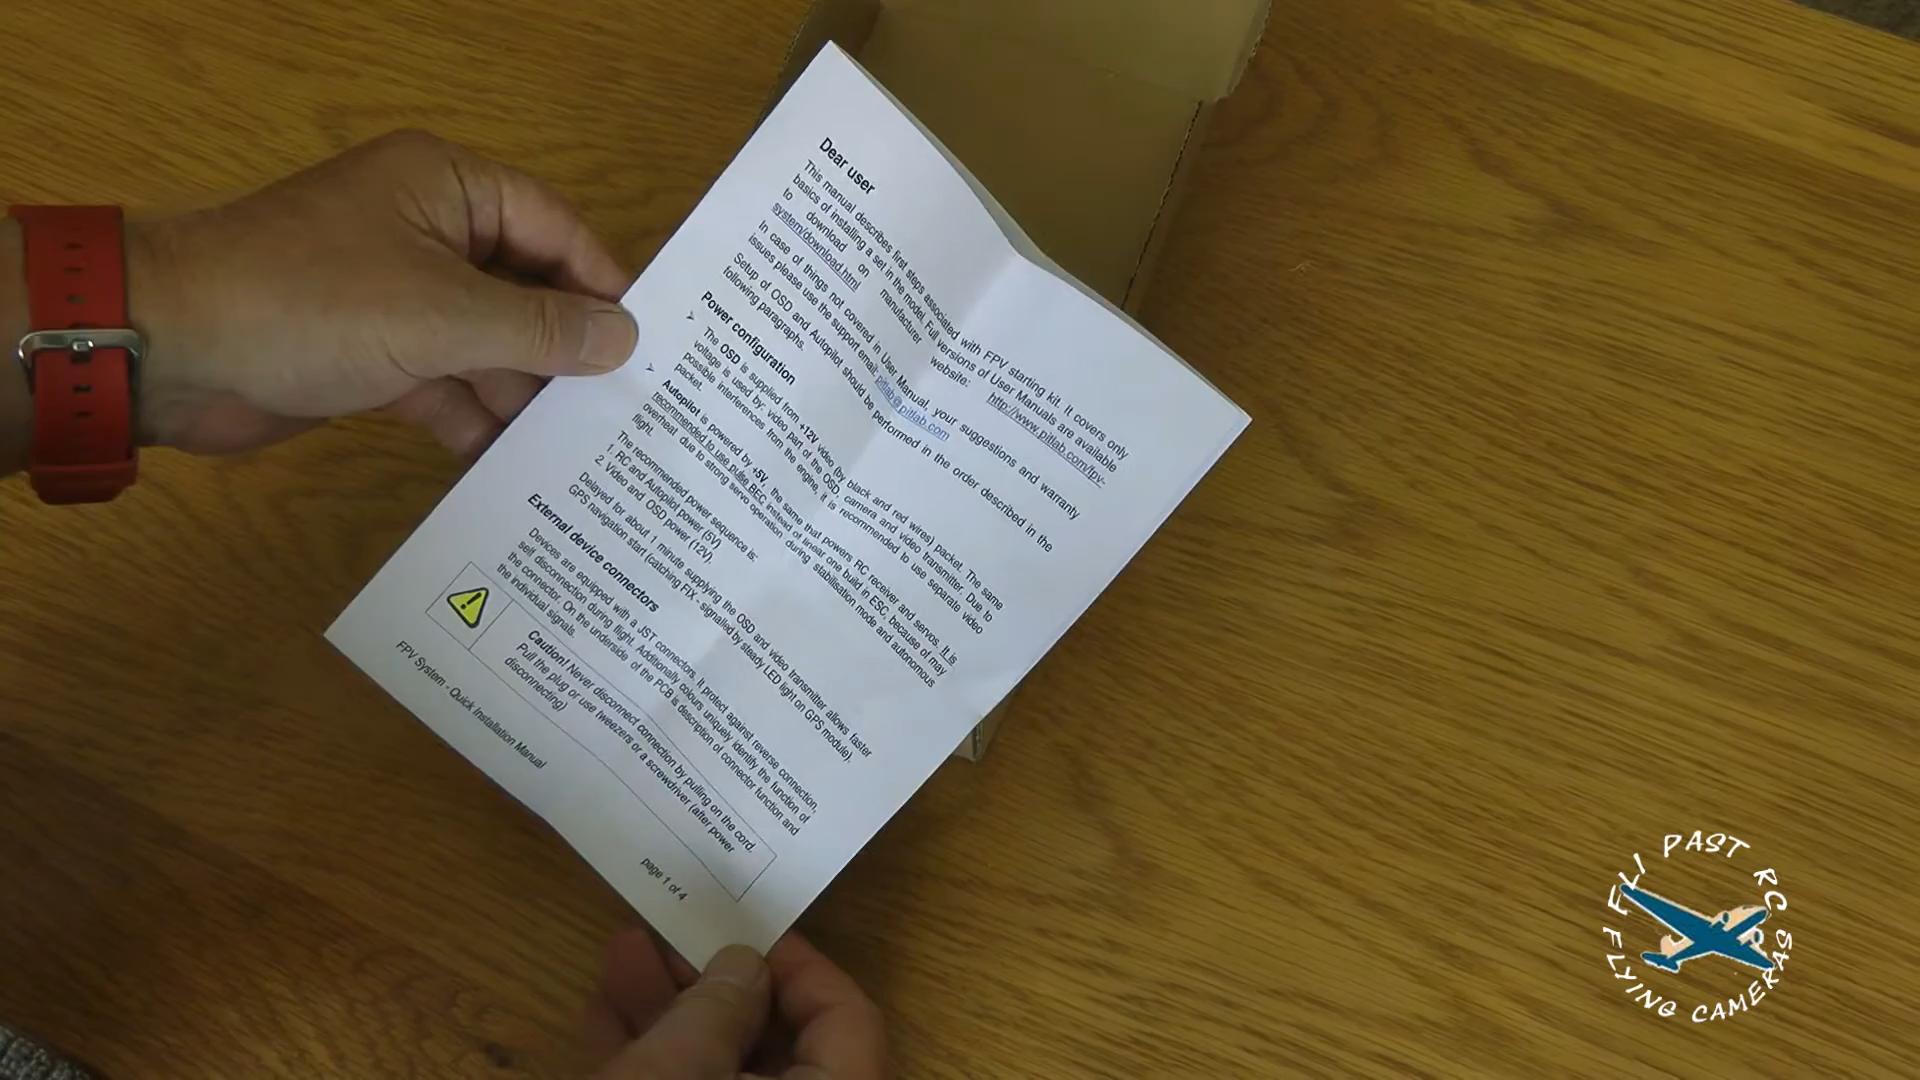 Dear user
This manual describes first steps associated with FPV starting kit. It covers only
basics of installing a set in the model. Full versions of User Manuals are available
to download on manufacturer website: http://www.pitlab.com/fpv-
system/download.html
In case of things not covered in User Manual, your suggestions and warranty
issues please use the support email: pitlab@pitlab.com
Setup of OSD and Autopilot should be performed in the order described in the
following paragraphs.
Power configuration
➢ The OSD is supplied from +12V video (by black and red wires) packet. The same
voltage is used by: video part of the OSD, camera and video transmitter. Due to
possible interferences from the engine, it is recommended to use separate video
packet.
➢ Autopilot is powered by +5V, the same that powers RC receiver and servos. It is
recommended to use pulse BEC instead of linear one build in ESC, because of may
overheat due to strong servo operation during stabilisation mode and autonomous
flight.
The recommended power sequence is:
1. RC and Autopilot power (5V)
2. Video and OSD power (12V).
Delayed for about 1 minute supplying the OSD and video transmitter allows faster
GPS navigation start (catching FIX - signalled by steady LED light on GPS module).
External device connectors
Devices are equipped with a JST connectors. It protect against reverse connection,
self disconnection during flight. Additionally colours uniquely identify the function of
the connector. On the underside of the PCB is description of connector function and
the individual signals.
Caution! Never disconnect connection by pulling on the cord.
Pull the plug or use tweezers or a screwdriver (after power
disconnecting)
FPV System - Quick Installation Manual
page 1 of 4
FLI PAST RC
FLYING CAMERAS